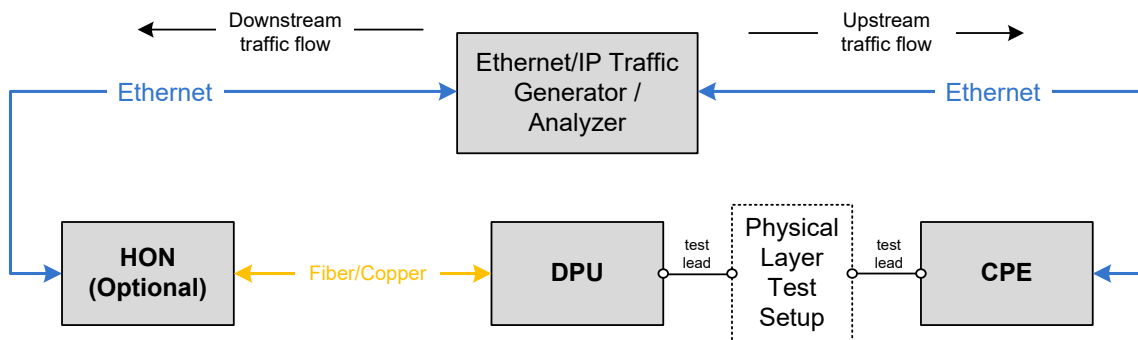 Downstream
traffic flow
Upstream
traffic flow
Ethernet/IP Traffic
Generator /
Analyzer
Ethernet
Ethernet
HON
(Optional)
Fiber/Copper
DPU
test
lead
Physical
Layer
Test
Setup
test
lead
CPE